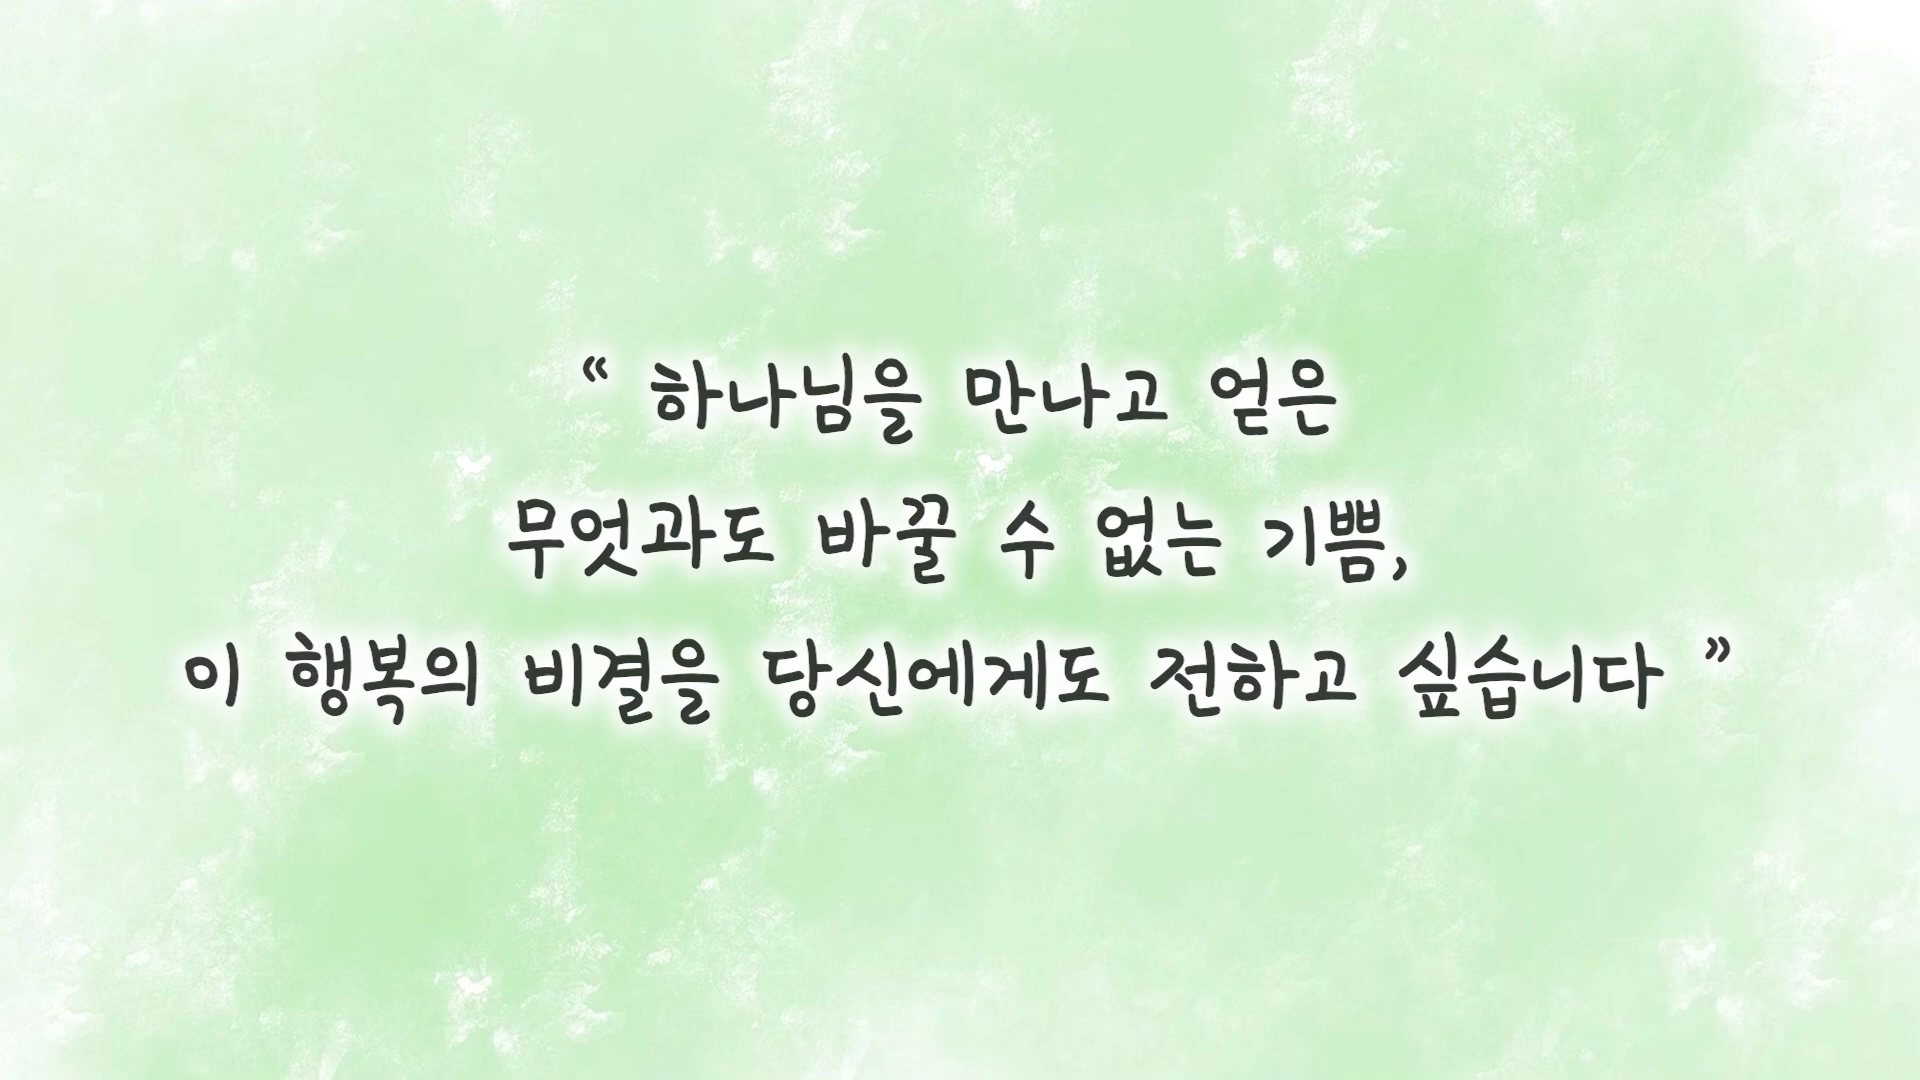 “ 하나님을 만나고 얻은
무엇과도 바꿀 수 없는 기쁨,
이 행복의 비결을 당신에게도 전하고 싶습니다 ”